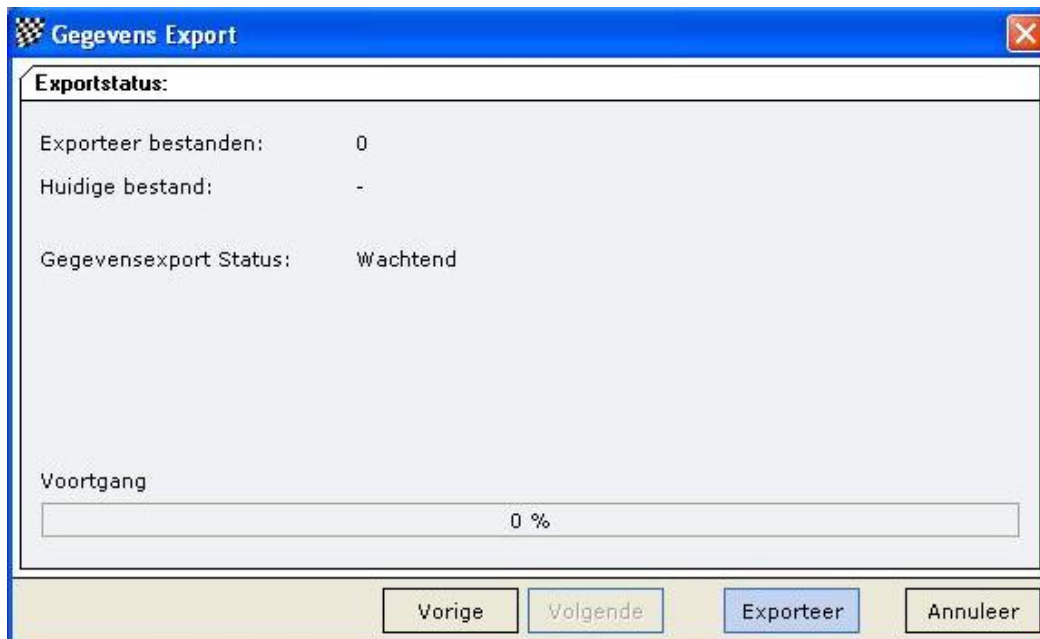 Gegevens Export
Exportstatus:
Exporteer bestanden: 0
Huidige bestand: -
Gegevensexport Status: Wachtend
Voortgang
0 %
Vorige Volgende Exporteer Annuleer